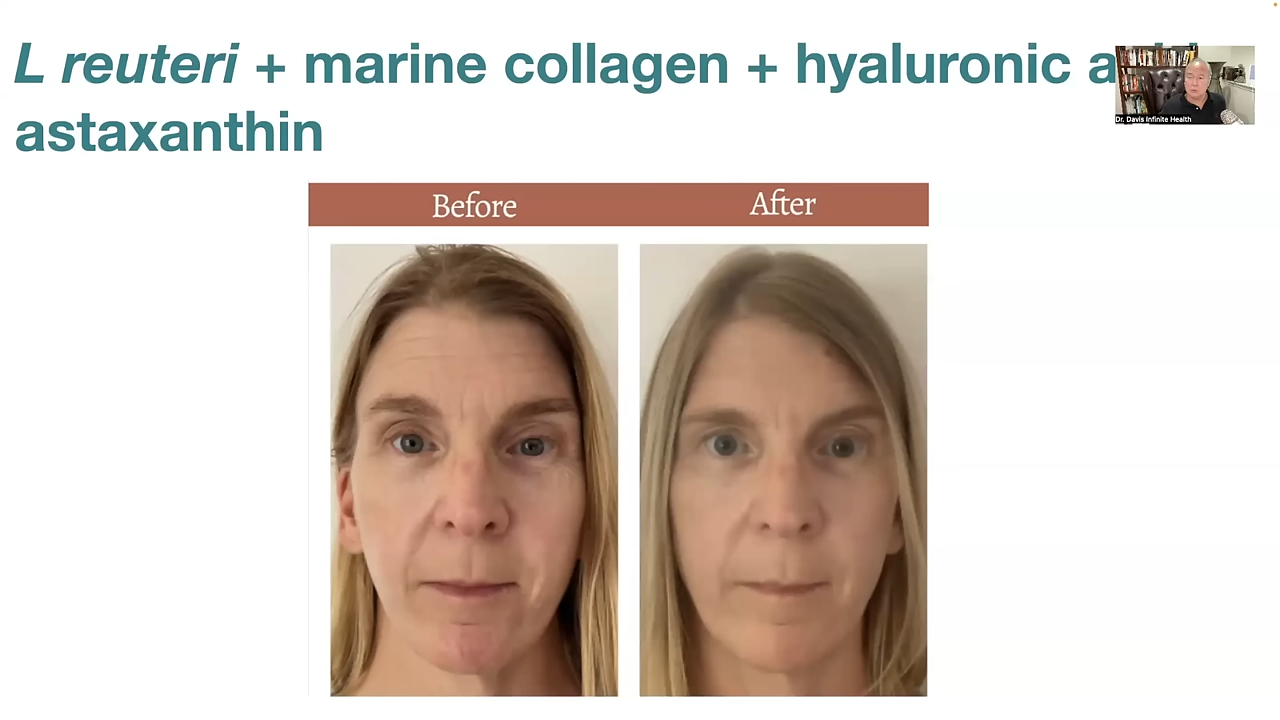 L reuteri + marine collagen + hyaluronic
astaxanthin
Dr. Davis Infinite Health
Before
After